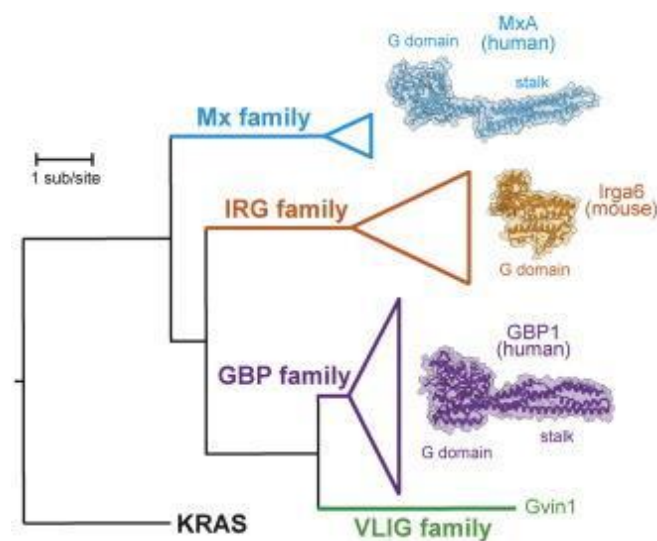 G domain
MxA
(human)
stalk
Mx family
1 sub/site
IRG family
Irga6
(mouse)
G domain
GBP1
(human)
GBP family
G domain
stalk
Gvin1
KRAS
VLIG family